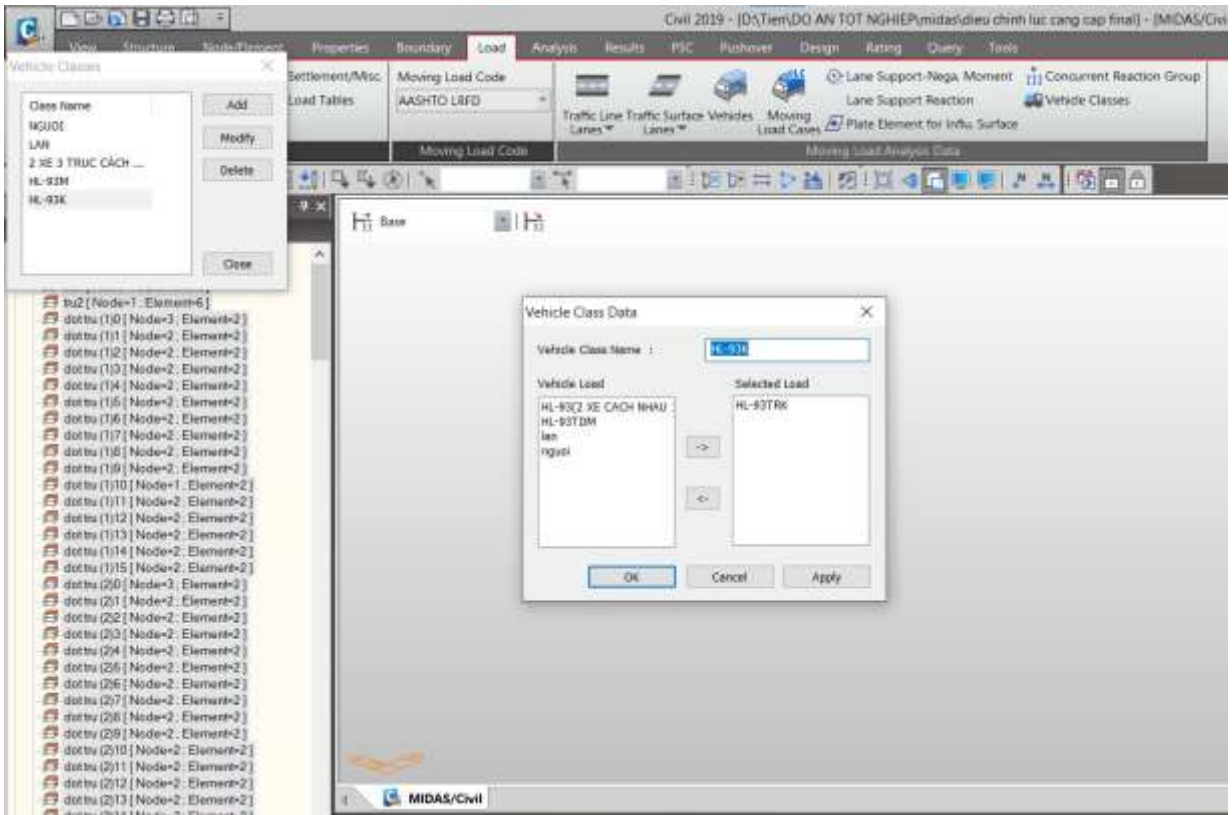 Civil 2019 - [D:\Tien\DO AN TOT NGHIEP\midas\dieu chinh luc cang cap final] - [MIDAS/Civi
View Structure Node/Element Properties Boundary Load Analysis Results PSC Pushover Design Rating Query Tools
Vehicle Classes
Class Name
NGUOI
LAN
2 XE 3 TRUC CÁCH ...
HL-93M
HL-93K
Add
Modify
Delete
Close
Settlement/Misc.
Load Tables
Moving Load Code
AASHTO LRFD
Moving Load Code
Traffic Line Lanes
Traffic Surface Lanes
Vehicles
Moving Load Cases
Lane Support-Nega. Moment
Lane Support Reaction
Plate Element for Influ. Surface
Concurrent Reaction Group
Vehicle Classes
Moving Load Analysis Data
Base
tru2 [ Node=1 ; Element=6 ]
dottru (1)0 [ Node=3 ; Element=2 ]
dottru (1)1 [ Node=2 ; Element=2 ]
dottru (1)2 [ Node=2 ; Element=2 ]
dottru (1)3 [ Node=2 ; Element=2 ]
dottru (1)4 [ Node=2 ; Element=2 ]
dottru (1)5 [ Node=2 ; Element=2 ]
dottru (1)6 [ Node=2 ; Element=2 ]
dottru (1)7 [ Node=2 ; Element=2 ]
dottru (1)8 [ Node=2 ; Element=2 ]
dottru (1)9 [ Node=2 ; Element=2 ]
dottru (1)10 [ Node=1 ; Element=2 ]
dottru (1)11 [ Node=2 ; Element=2 ]
dottru (1)12 [ Node=2 ; Element=2 ]
dottru (1)13 [ Node=2 ; Element=2 ]
dottru (1)14 [ Node=2 ; Element=2 ]
dottru (1)15 [ Node=2 ; Element=2 ]
dottru (2)0 [ Node=3 ; Element=2 ]
dottru (2)1 [ Node=2 ; Element=2 ]
dottru (2)2 [ Node=2 ; Element=2 ]
dottru (2)3 [ Node=2 ; Element=2 ]
dottru (2)4 [ Node=2 ; Element=2 ]
dottru (2)5 [ Node=2 ; Element=2 ]
dottru (2)6 [ Node=2 ; Element=2 ]
dottru (2)7 [ Node=2 ; Element=2 ]
dottru (2)8 [ Node=2 ; Element=2 ]
dottru (2)9 [ Node=2 ; Element=2 ]
dottru (2)10 [ Node=2 ; Element=2 ]
dottru (2)11 [ Node=2 ; Element=2 ]
dottru (2)12 [ Node=2 ; Element=2 ]
dottru (2)13 [ Node=2 ; Element=2 ]
Vehicle Class Data
Vehicle Class Name :
HL-93K
Vehicle Load
HL-93(2 XE CACH NHAU
HL-93TDM
lan
nguoi
->
<-
Selected Load
HL-93TRK
OK
Cancel
Apply
MIDAS/Civil